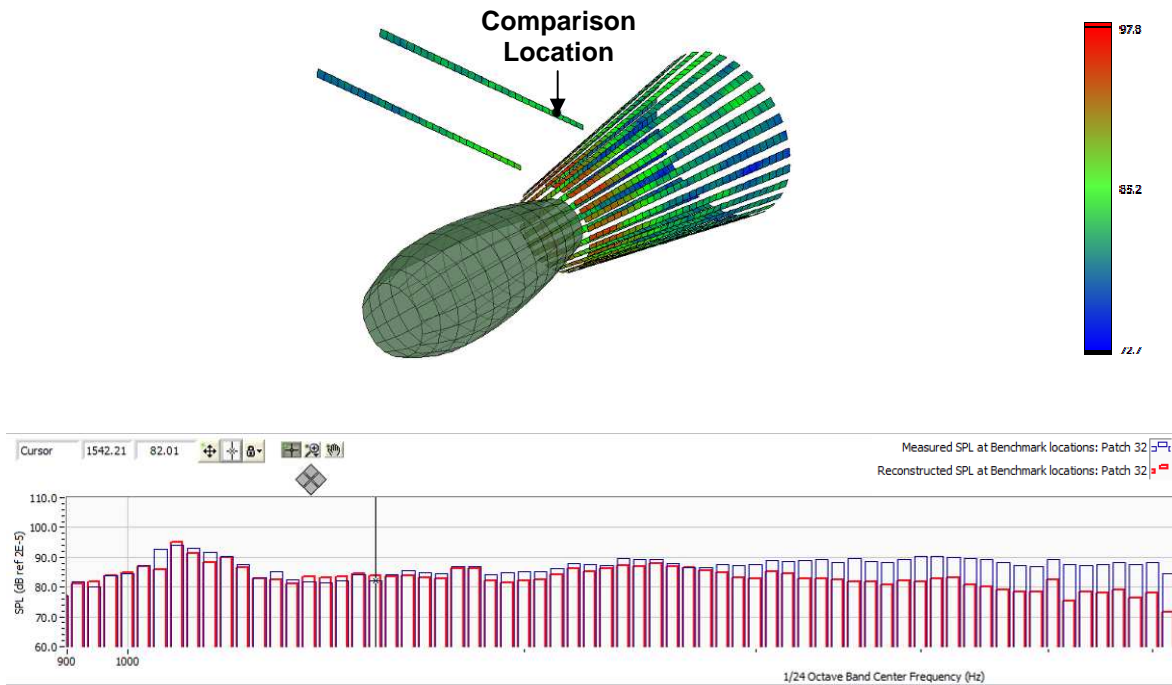 Comparison
Location
97.8
85.2
72.7
Cursor 1542.21 82.01
Measured SPL at Benchmark locations: Patch 32
Reconstructed SPL at Benchmark locations: Patch 32
110.0
100.0
90.0
80.0
70.0
60.0
SPL (dB ref 2E-5)
900 1000
1/24 Octave Band Center Frequency (Hz)